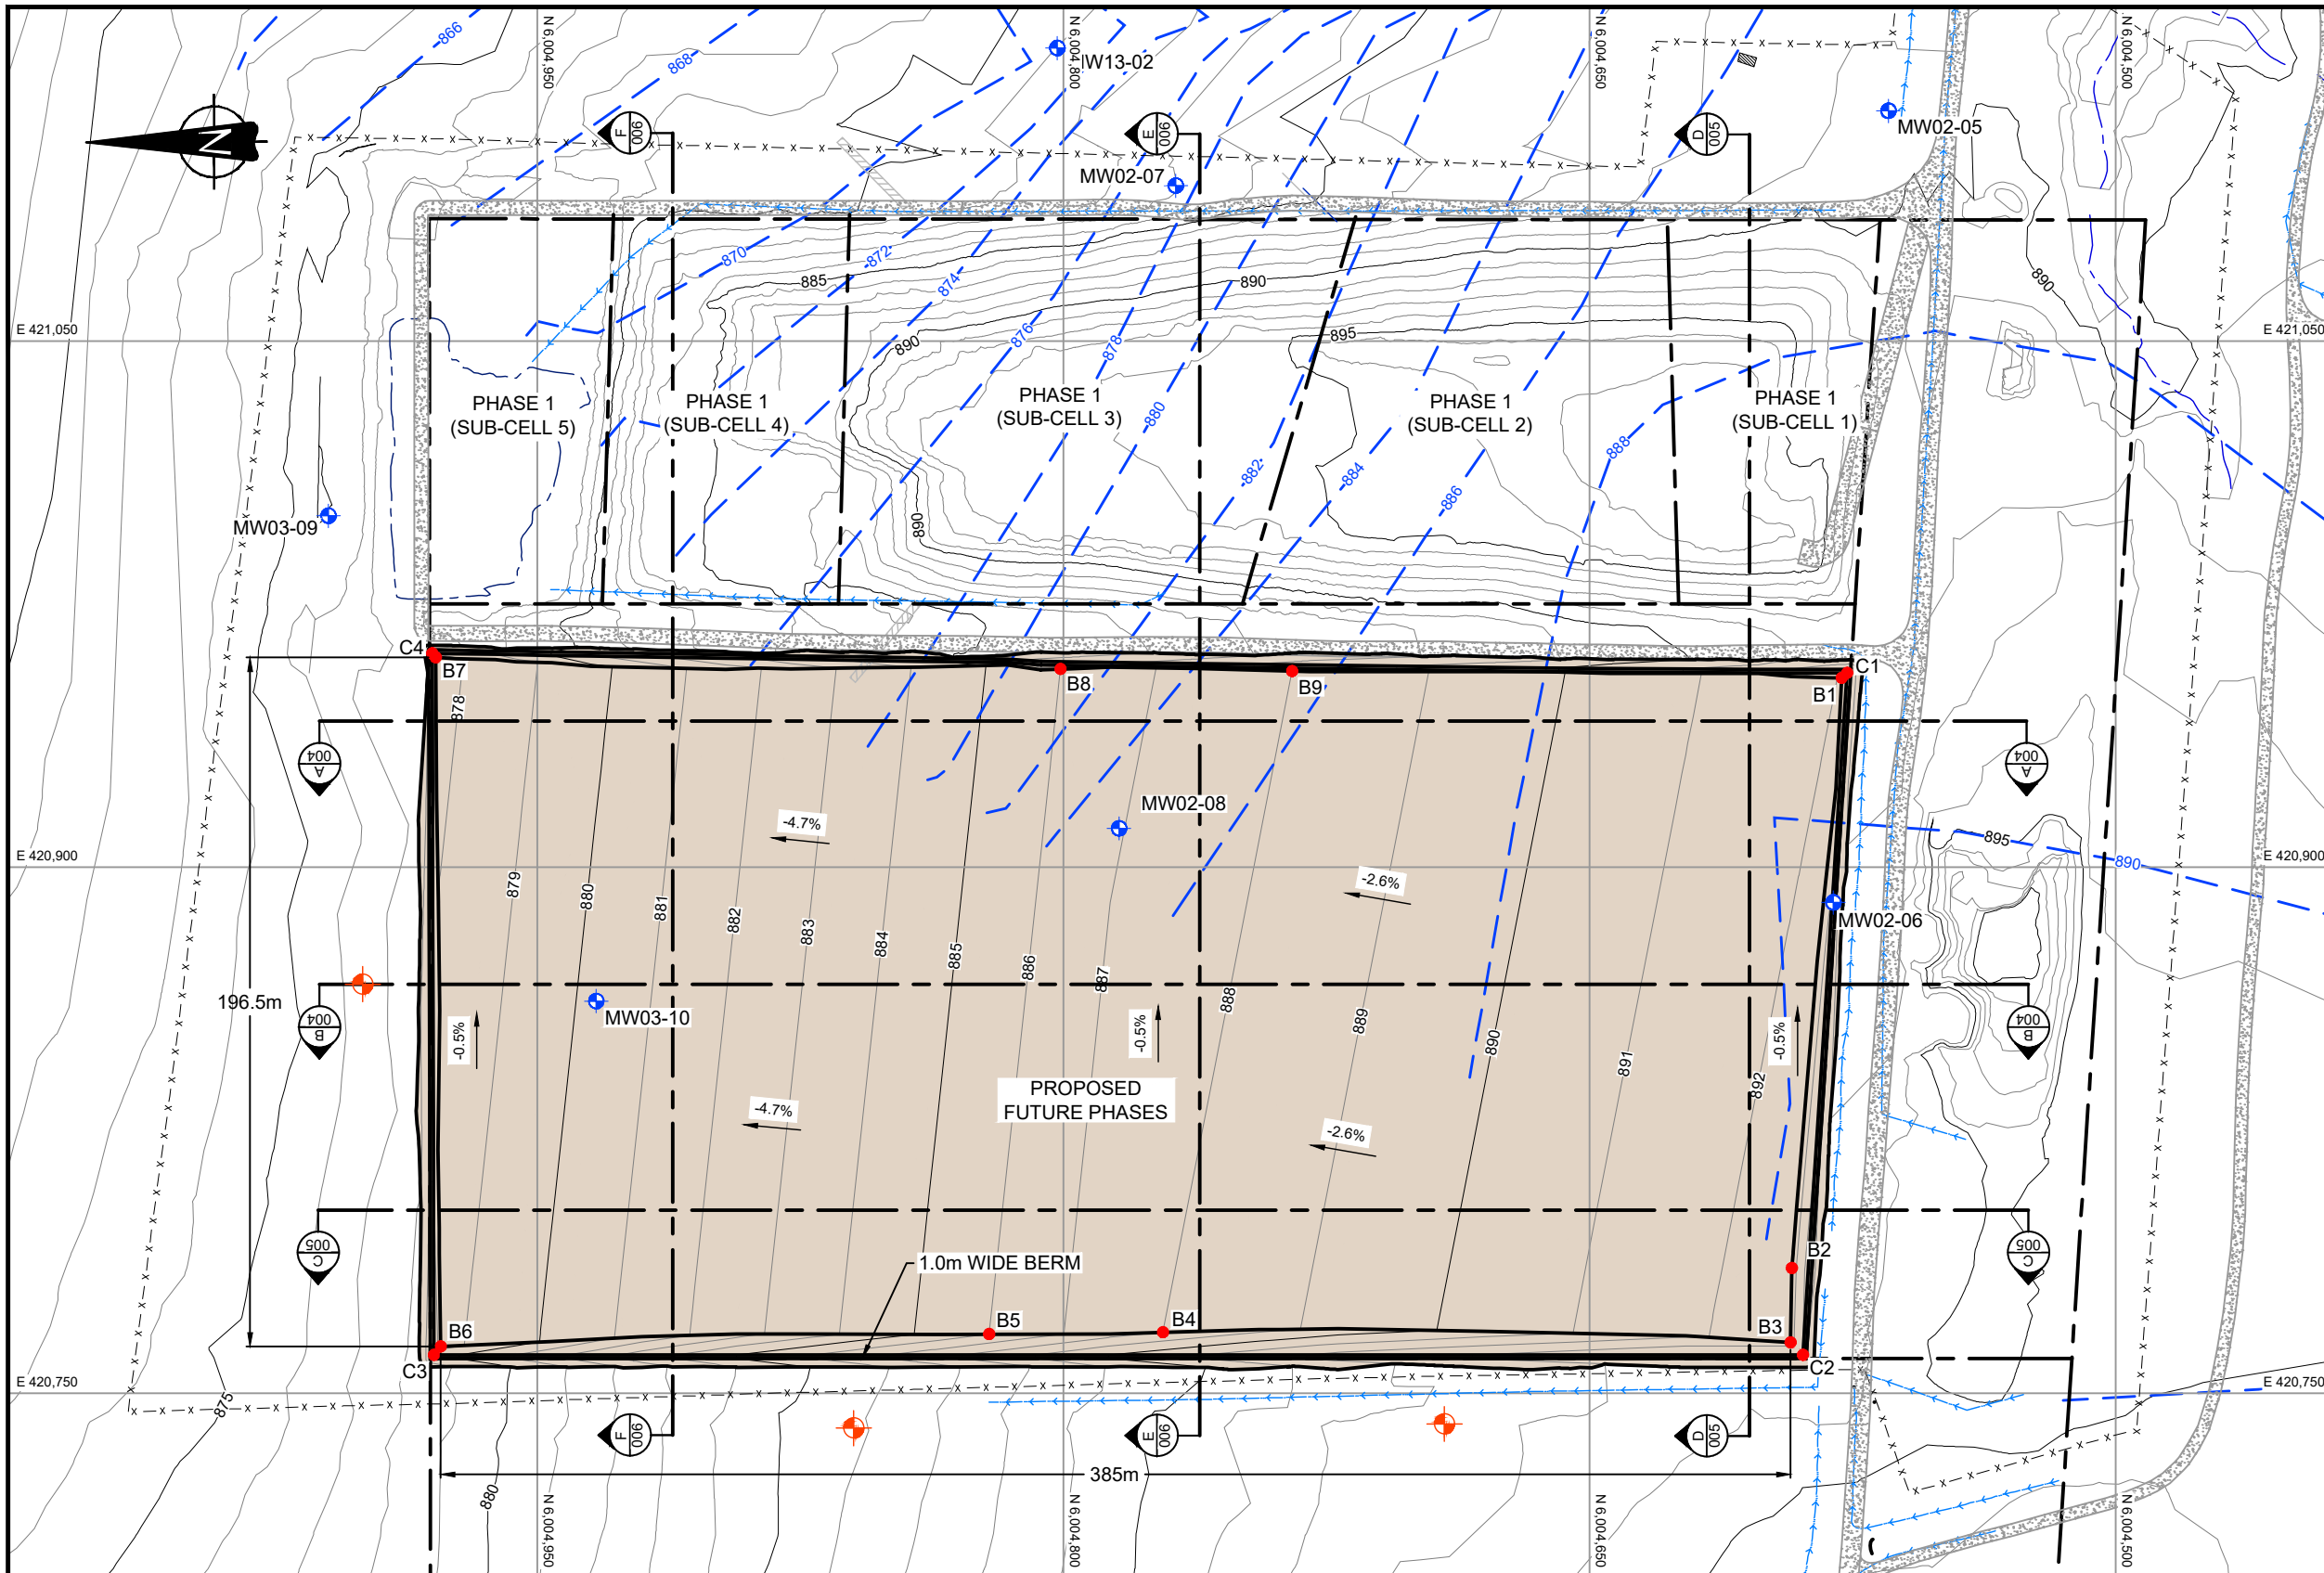 N 6,004,950
N 6,004,800
N 6,004,650
N 6,004,500
866
868
MW13-02
MW02-05
N
F
006
E
006
D
005
MW02-07
870
872
874
885
890
890
876
878
895
890
E 421,050
E 421,050
PHASE 1
(SUB-CELL 5)
PHASE 1
(SUB-CELL 4)
PHASE 1
(SUB-CELL 3)
PHASE 1
(SUB-CELL 2)
PHASE 1
(SUB-CELL 1)
880
882
884
886
888
890
MW03-09
C4
B7
B8
B9
C1
B1
878
A
004
A
004
MW02-08
-4.7%
-2.6%
895
890
E 420,900
E 420,900
879
880
881
882
883
884
885
886
887
888
889
890
891
892
MW02-06
196.5m
MW03-10
B
004
B
004
-0.5%
-0.5%
-0.5%
PROPOSED
FUTURE PHASES
-4.7%
-2.6%
C
005
C
005
1.0m WIDE BERM
B2
B6
B5
B4
B3
C3
C2
E 420,750
E 420,750
875
F
006
E
006
D
005
385m
880
N 6,004,950
N 6,004,800
N 6,004,650
N 6,004,500